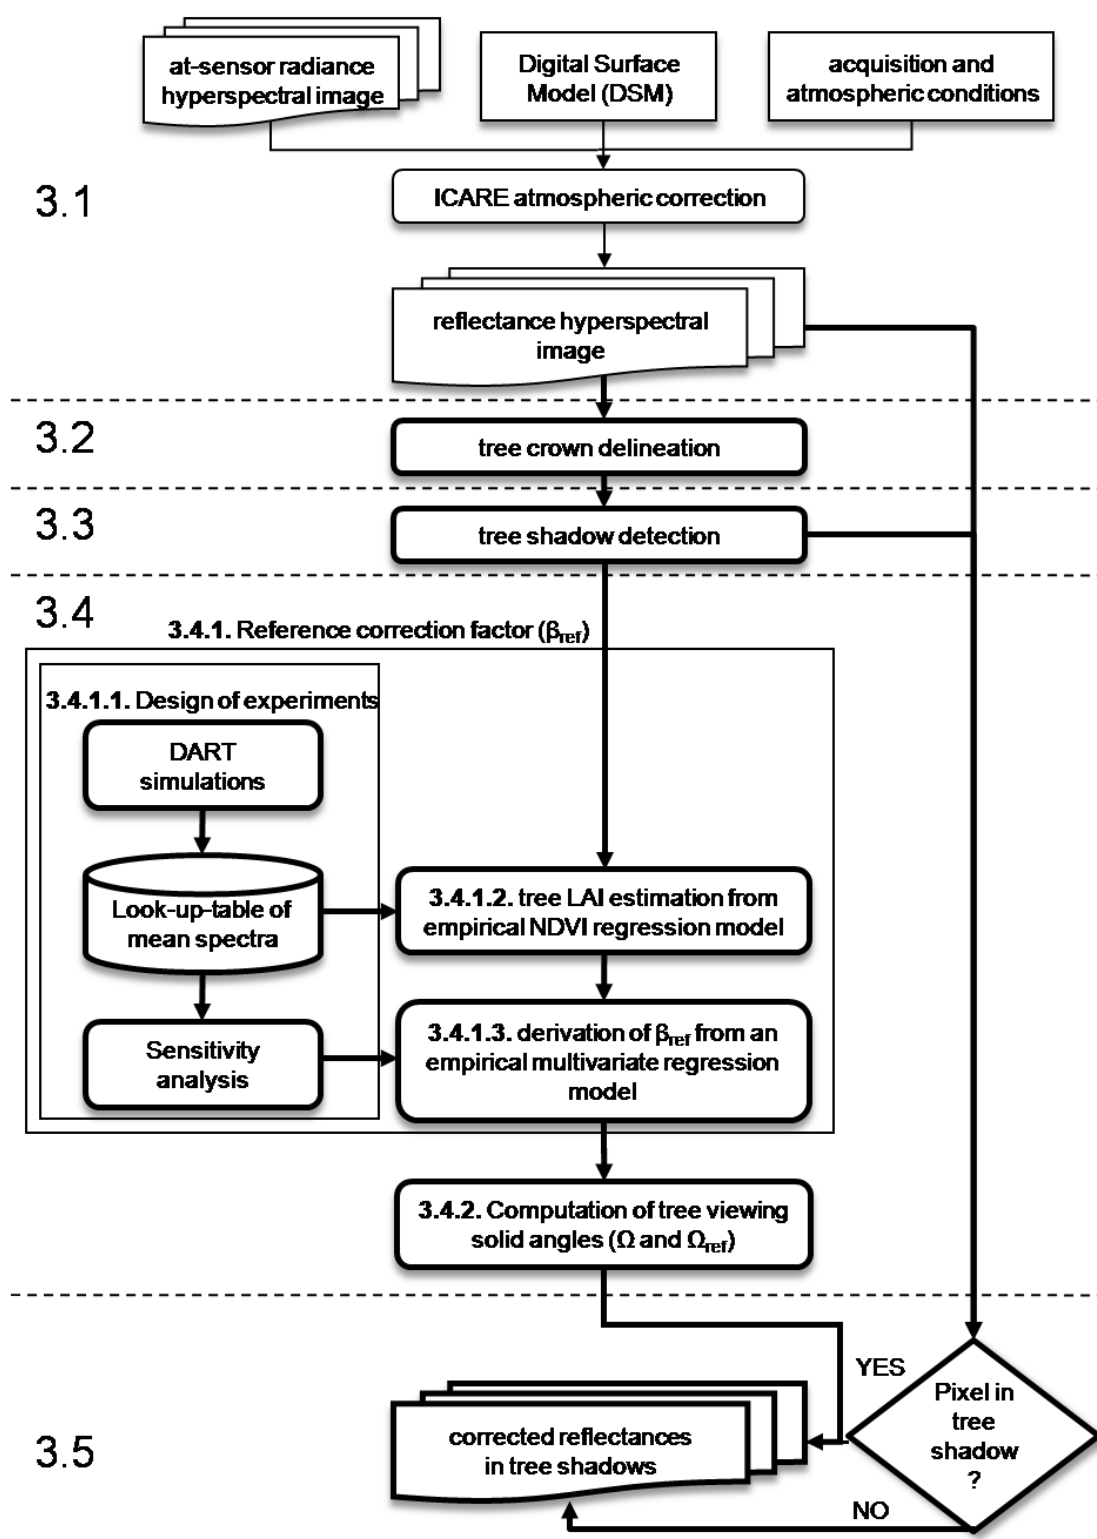 at-sensor radiance
hyperspectral image
Digital Surface
Model (DSM)
acquisition and
atmospheric conditions
3.1
ICARE atmospheric correction
reflectance hyperspectral
image
3.2
tree crown delineation
3.3
tree shadow detection
3.4
3.4.1. Reference correction factor (βref)
3.4.1.1. Design of experiments
DART
simulations
Look-up-table of
mean spectra
3.4.1.2. tree LAI estimation from
empirical NDVI regression model
Sensitivity
analysis
3.4.1.3. derivation of βref from an
empirical multivariate regression
model
3.4.2. Computation of tree viewing
solid angles (Ω and Ωref)
3.5
YES
Pixel in
tree
shadow
?
corrected reflectances
in tree shadows
NO